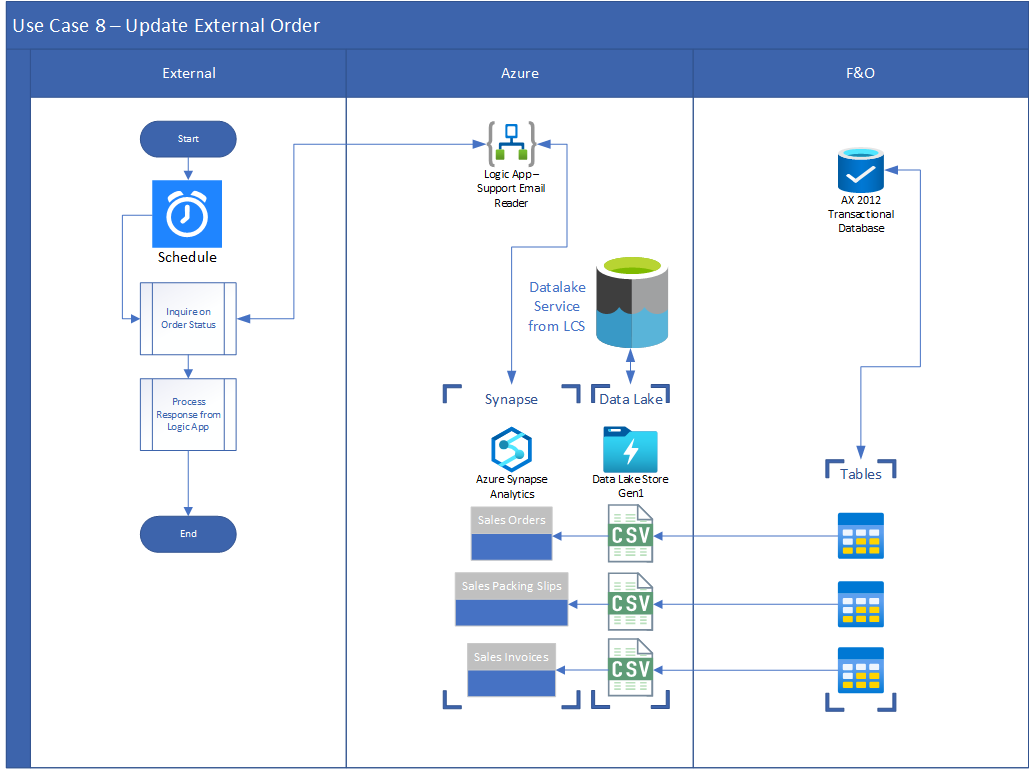 Use Case 8 – Update External Order
External
Azure
F&O
Start
Schedule
Inquire on
Order Status
Process
Response from
Logic App
End
Logic App –
Support Email
Reader
Datalake
Service
from LCS
Synapse
Data Lake
Azure Synapse
Analytics
Data Lake Store
Gen1
Sales Orders
CSV
Sales Packing Slips
CSV
Sales Invoices
CSV
AX 2012
Transactional
Database
Tables